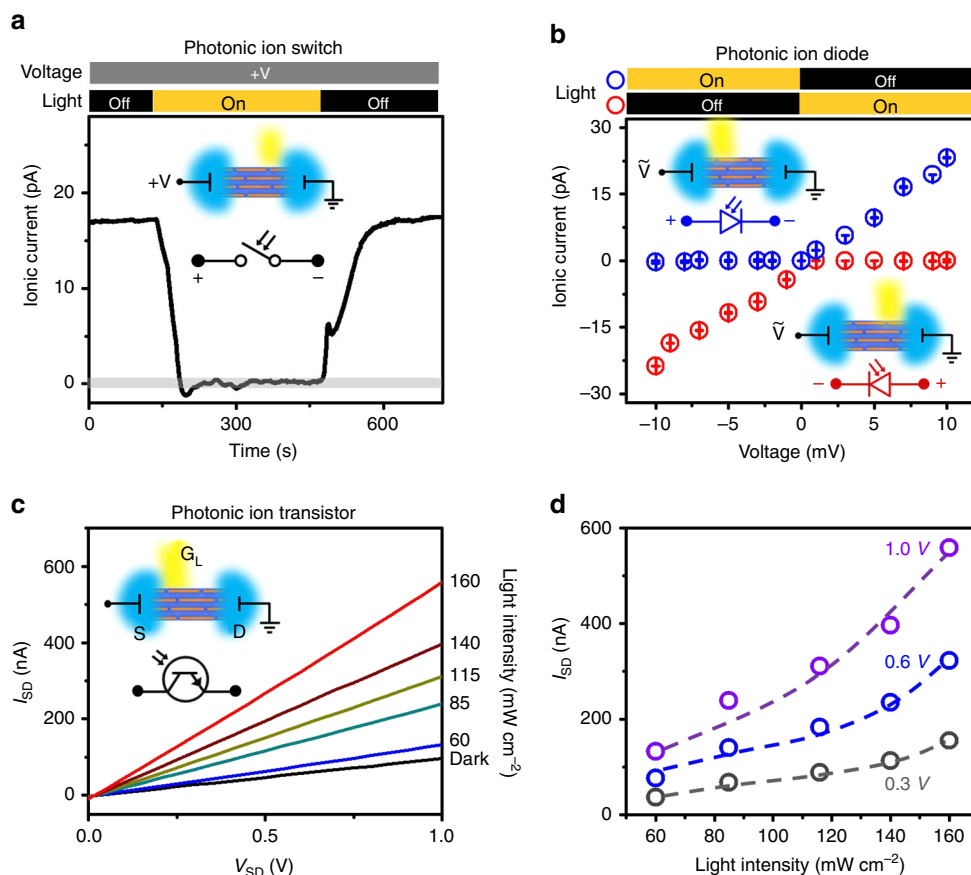 a
Photonic ion switch
Voltage +V
Light Off On Off
Ionic current (pA)
20
10
0
+V
+ −
0 300 600
Time (s)
b
Photonic ion diode
Light
On Off
Off On
Ionic current (pA)
30
15
0
−15
−30
Ṽ
+ −
Ṽ
− +
−10 −5 0 5 10
Voltage (mV)
c
Photonic ion transistor
I_SD (nA)
600
400
200
0
G_L
S D
160
140
115
85
60
Dark
Light intensity (mW cm⁻²)
0.0 0.5 1.0
V_SD (V)
d
I_SD (nA)
600
400
200
0
1.0 V
0.6 V
0.3 V
60 80 100 120 140 160
Light intensity (mW cm⁻²)